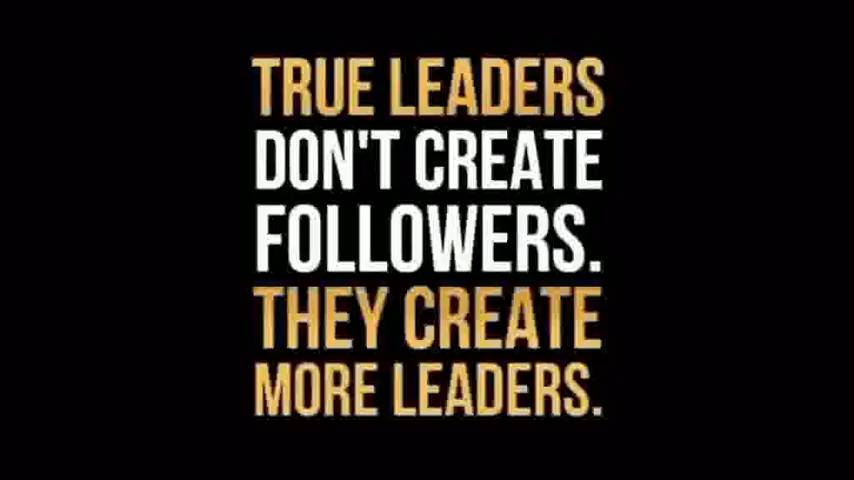 TRUE LEADERS
DON'T CREATE
FOLLOWERS.
THEY CREATE
MORE LEADERS.